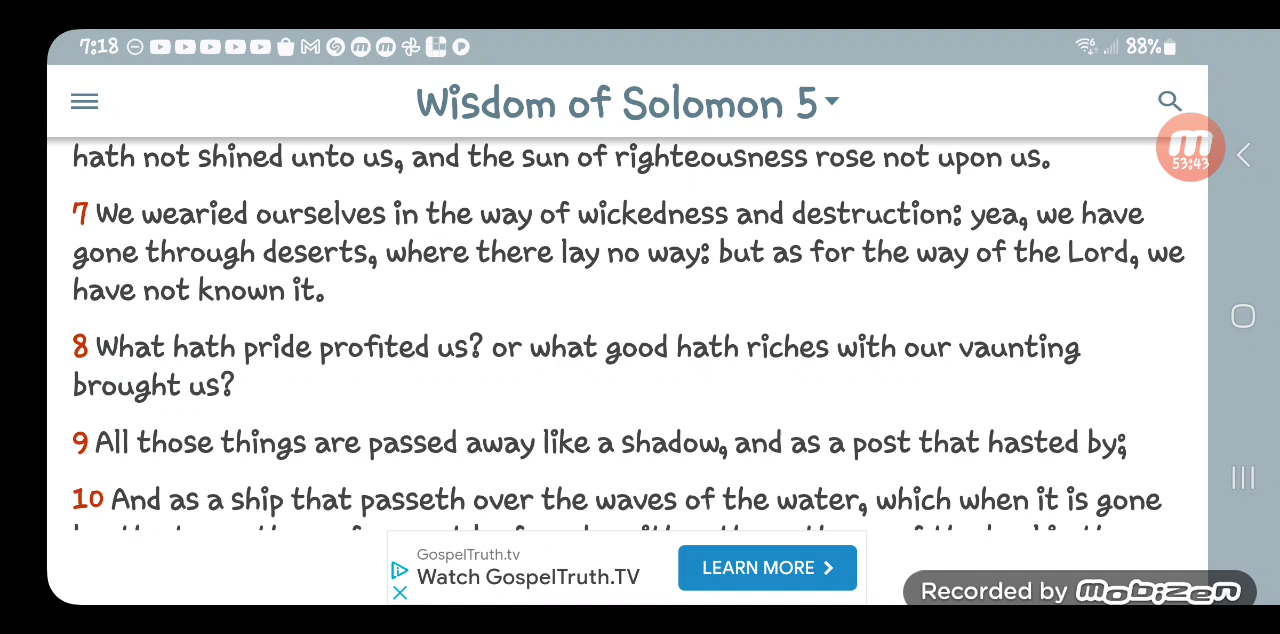 7:18
88%
Wisdom of Solomon 5
53:43
hath not shined unto us, and the sun of righteousness rose not upon us.
7 We wearied ourselves in the way of wickedness and destruction: yea, we have
gone through deserts, where there lay no way: but as for the way of the Lord, we
have not known it.
8 What hath pride profited us? or what good hath riches with our vaunting
brought us?
9 All those things are passed away like a shadow, and as a post that hasted by;
10 And as a ship that passeth over the waves of the water, which when it is gone
GospelTruth.tv
Watch GospelTruth.TV
LEARN MORE
Recorded by mobizen